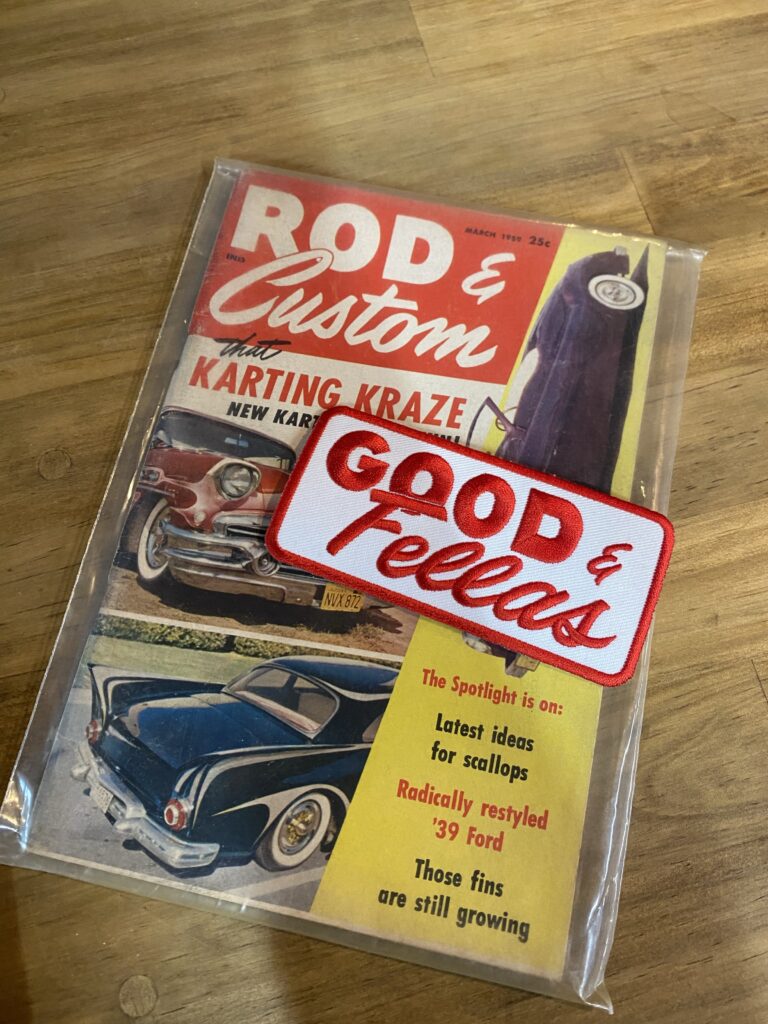 ROD &
MARCH 1959 25c
Custom
that
KARTING KRAZE
NEW KART
GOOD &
Fellas
NVX 872
The Spotlight is on:
Latest ideas
for scallops
Radically restyled
'39 Ford
Those fins
are still growing